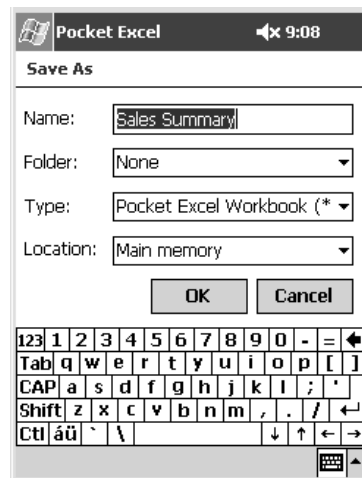 Pocket Excel 9:08
Save As
Name: Sales Summary
Folder: None
Type: Pocket Excel Workbook (*
Location: Main memory
OK Cancel
123 1 2 3 4 5 6 7 8 9 0 - =
Tab q w e r t y u i o p [ ]
CAP a s d f g h j k l ; '
Shift z x c v b n m , . / ↵
Ctl áü ` \ ↓ ↑ ← →